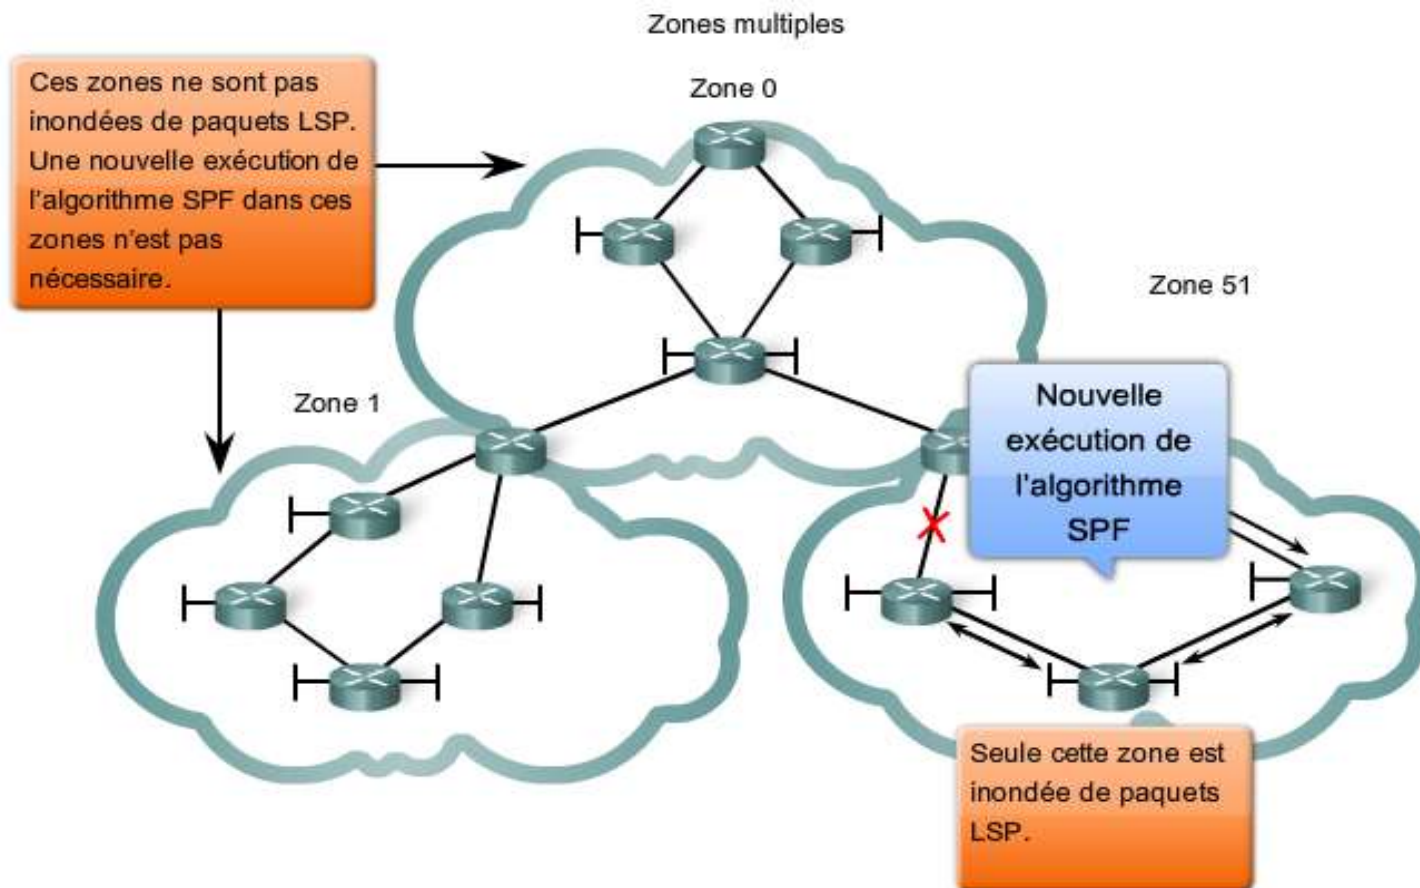 Zones multiples
Zone 0
Ces zones ne sont pas
inondées de paquets LSP.
Une nouvelle exécution de
l'algorithme SPF dans ces
zones n'est pas
nécessaire.
Zone 51
Zone 1
Nouvelle
exécution de
l'algorithme
SPF
Seule cette zone est
inondée de paquets
LSP.